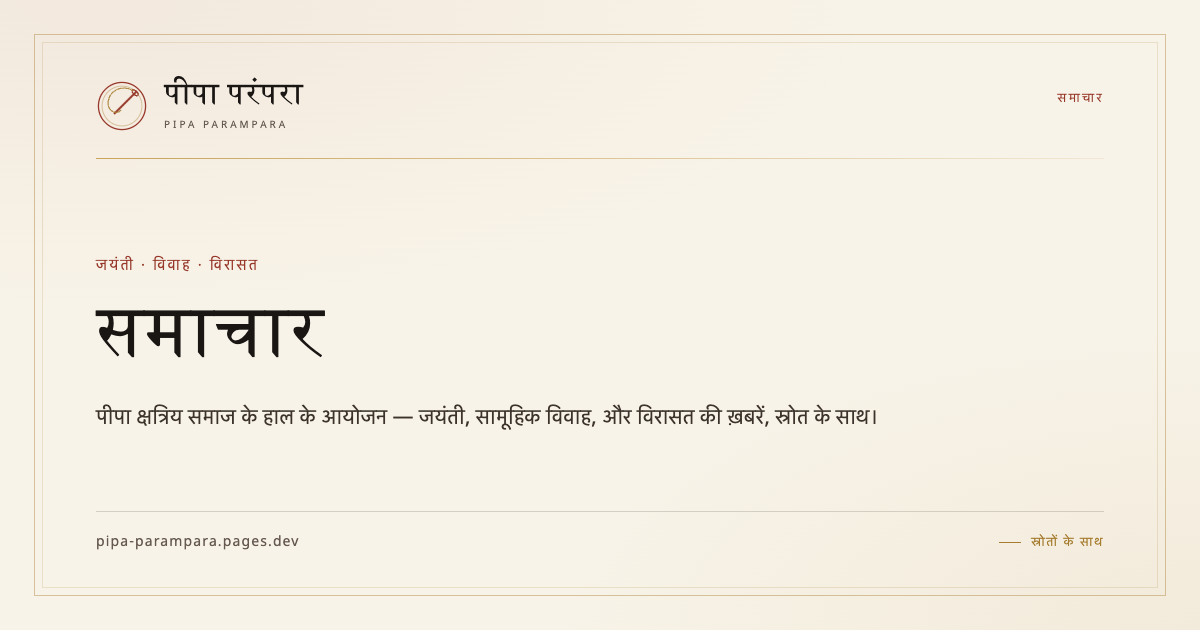 पीपा परंपरा
PIPA PARAMPARA
समाचार
जयंती · विवाह · विरासत
समाचार
पीपा क्षत्रिय समाज के हाल के आयोजन — जयंती, सामूहिक विवाह, और विरासत की ख़बरें, स्रोत के साथ।
pipa-parampara.pages.dev
— स्रोतों के साथ